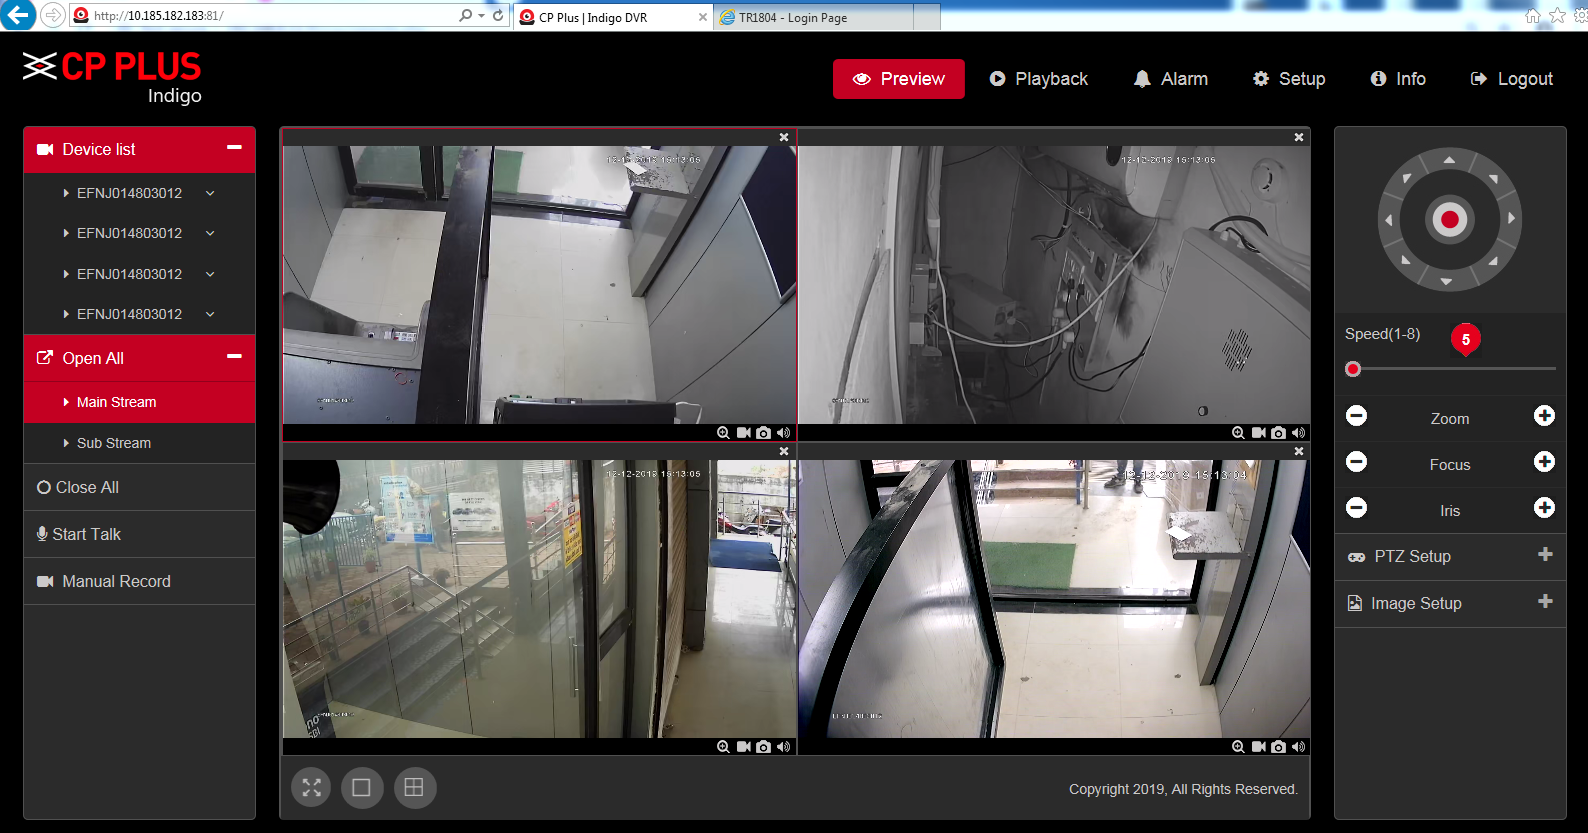 http://10.185.182.183:81/
CP Plus | Indigo DVR
TR1804 - Login Page
CP PLUS
Indigo
Preview
Playback
Alarm
Setup
Info
Logout
Device list
EFNJ014803012
EFNJ014803012
EFNJ014803012
EFNJ014803012
Open All
Main Stream
Sub Stream
Close All
Start Talk
Manual Record
12-12-2019 15:13:05
12-12-2019 15:13:05
12-12-2019 15:13:05
12-12-2019 15:13:04
Speed(1-8)
5
Zoom
Focus
Iris
PTZ Setup
Image Setup
Copyright 2019, All Rights Reserved.